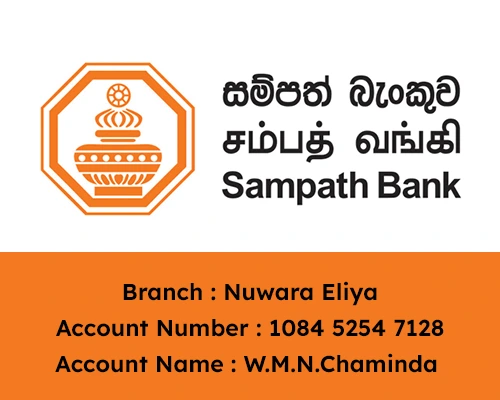 සම්පත් බැංකුව
சம்பத் வங்கி
Sampath Bank
Branch : Nuwara Eliya
Account Number : 1084 5254 7128
Account Name : W.M.N.Chaminda